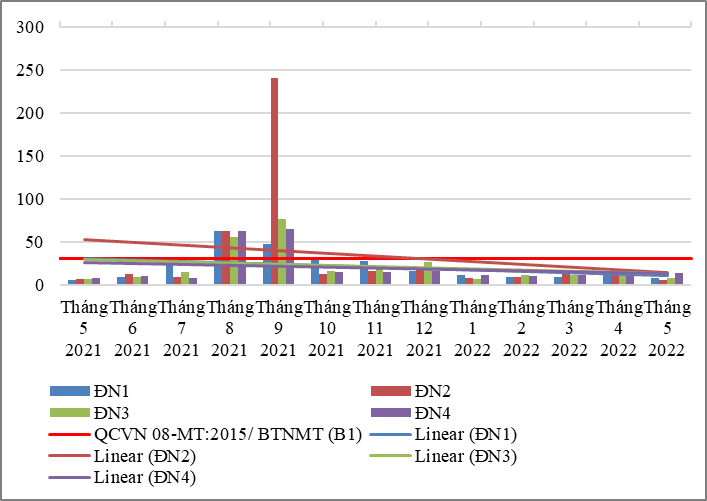 300
250
200
150
100
50
0
Tháng Tháng Tháng Tháng Tháng Tháng Tháng Tháng Tháng Tháng Tháng Tháng Tháng
5 6 7 8 9 10 11 12 1 2 3 4 5
2021 2021 2021 2021 2021 2021 2021 2021 2022 2022 2022 2022 2022
ĐN1 ĐN2
ĐN3 ĐN4
QCVN 08-MT:2015/ BTNMT (B1) Linear (ĐN1)
Linear (ĐN2) Linear (ĐN3)
Linear (ĐN4)